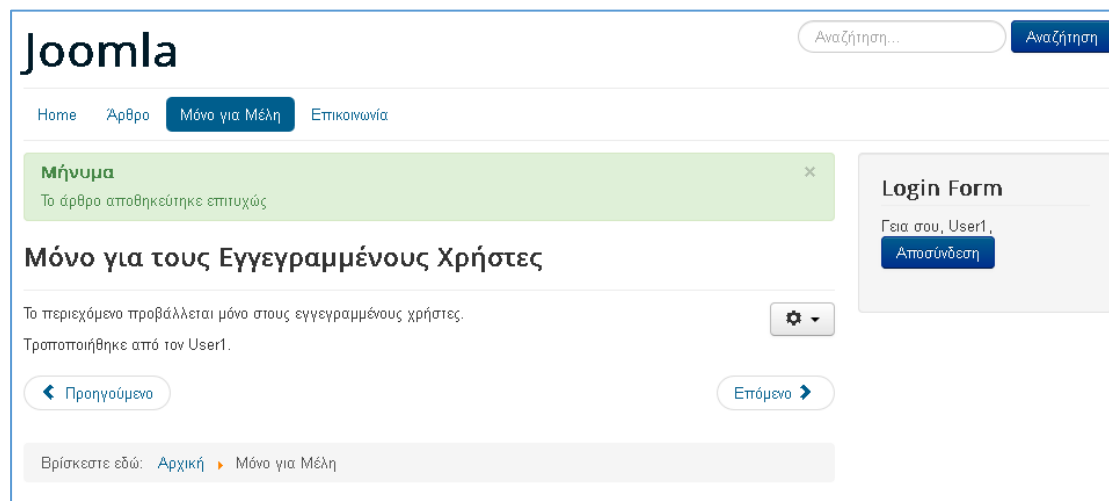 Joomla
Αναζήτηση...
Αναζήτηση
Home Άρθρο Μόνο για Μέλη Επικοινωνία
Μήνυμα
×
Το άρθρο αποθηκεύτηκε επιτυχώς
Login Form
Γεια σου, User1,
Αποσύνδεση
Μόνο για τους Εγγεγραμμένους Χρήστες
Το περιεχόμενο προβάλλεται μόνο στους εγγεγραμμένους χρήστες.
Τροποποιήθηκε από τον User1.
Προηγούμενο
Επόμενο
Βρίσκεστε εδώ: Αρχική Μόνο για Μέλη